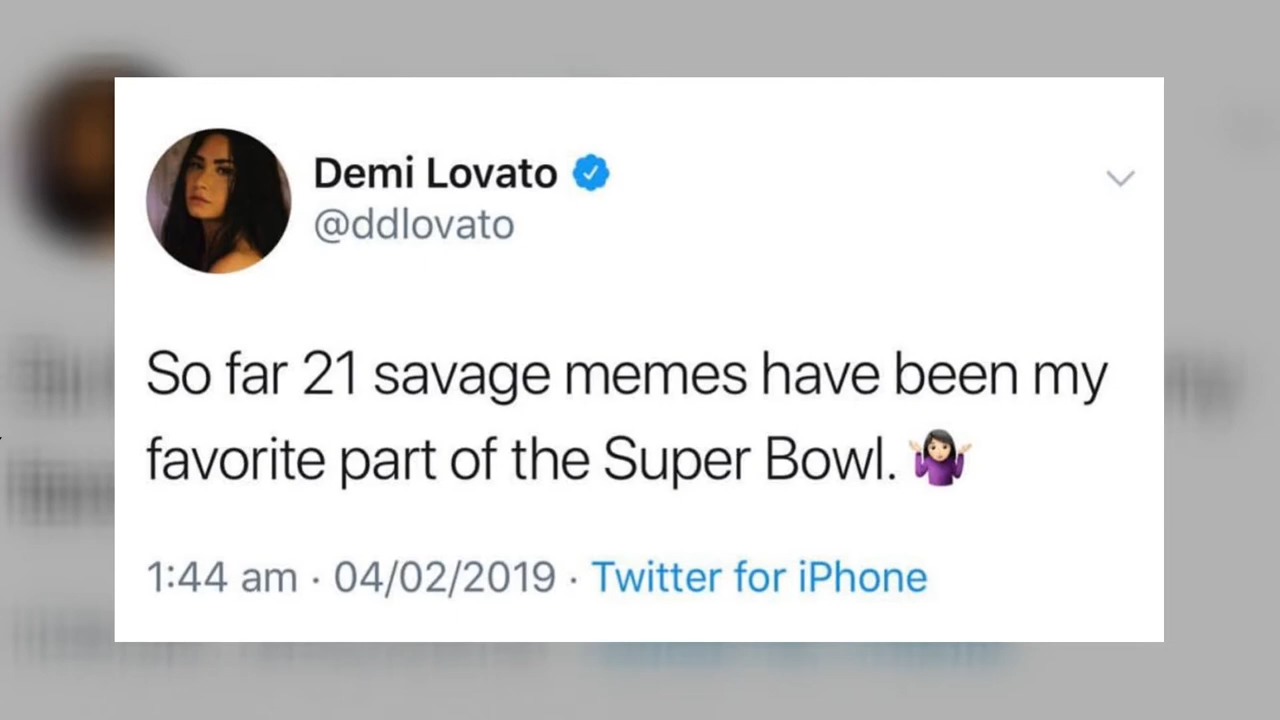 Demi Lovato
@ddlovato
So far 21 savage memes have been my
favorite part of the Super Bowl. 🤷🏻‍♀️
1:44 am · 04/02/2019 · Twitter for iPhone